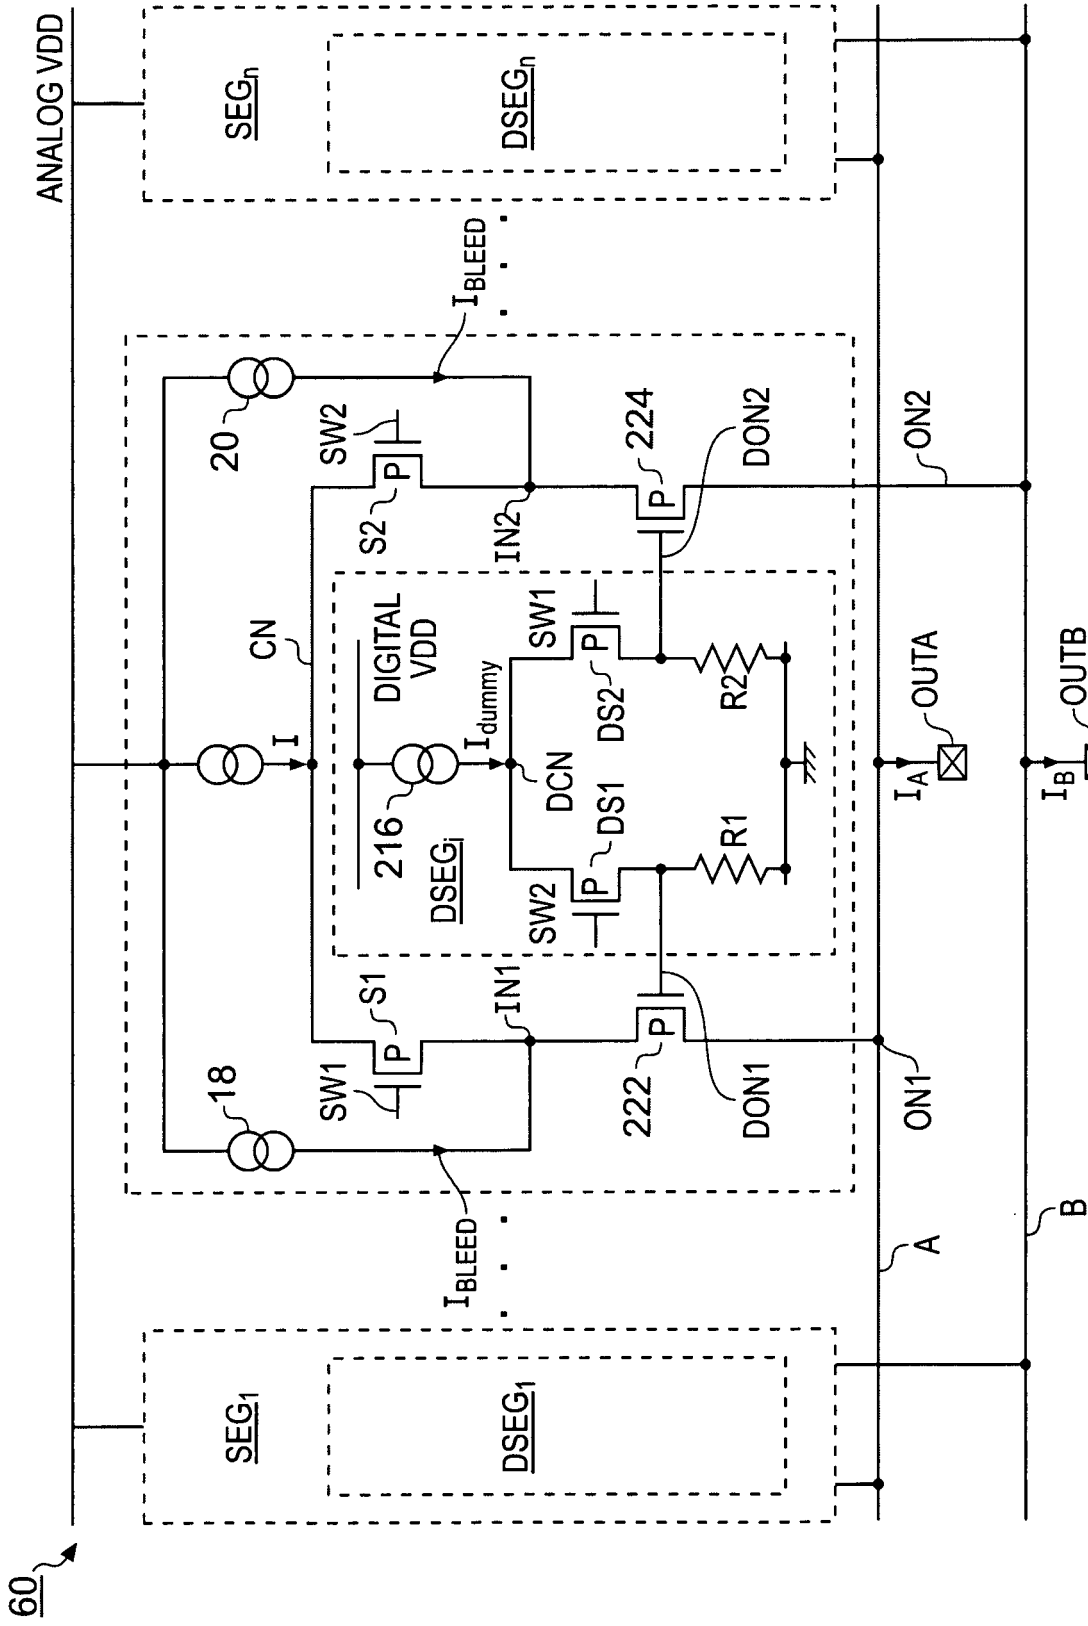 60
ANALOG VDD
SEG1
DSEG1
IBLEED
18
SW1
S1
IN1
222
DON1
I
CN
DIGITAL
VDD
216
Idummy
DSEGi
DCN
SW2
DS1
SW1
DS2
R1
R2
20
SW2
S2
IN2
224
DON2
IBLEED
SEGn
DSEGn
P
P
P
P
P
P
ON1
ON2
A
B
IA
OUTA
IB
OUTB